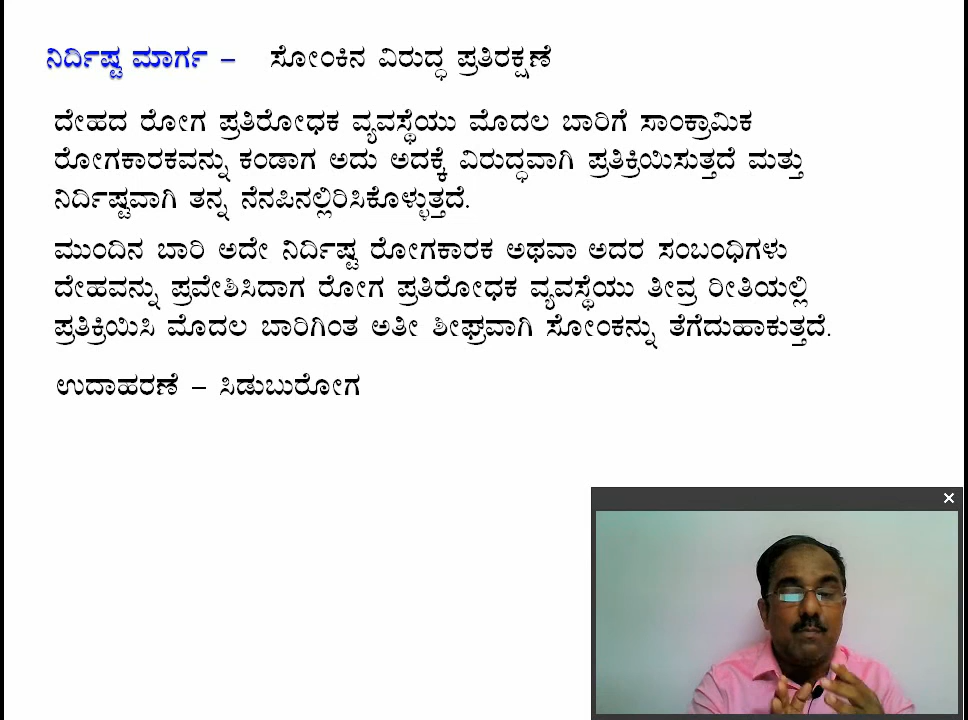 ನಿರ್ದಿಷ್ಟ ಮಾರ್ಗ – ಸೋಂಕಿನ ವಿರುದ್ಧ ಪ್ರತಿರಕ್ಷಣೆ
ದೇಹದ ರೋಗ ಪ್ರತಿರೋಧಕ ವ್ಯವಸ್ಥೆಯು ಮೊದಲ ಬಾರಿಗೆ ಸಾಂಕ್ರಾಮಿಕ
ರೋಗಕಾರಕವನ್ನು ಕಂಡಾಗ ಅದು ಅದಕ್ಕೆ ವಿರುದ್ಧವಾಗಿ ಪ್ರತಿಕ್ರಿಯಿಸುತ್ತದೆ ಮತ್ತು
ನಿರ್ದಿಷ್ಟವಾಗಿ ತನ್ನ ನೆನಪಿನಲ್ಲಿರಿಸಿಕೊಳ್ಳುತ್ತದೆ.
ಮುಂದಿನ ಬಾರಿ ಅದೇ ನಿರ್ದಿಷ್ಟ ರೋಗಕಾರಕ ಅಥವಾ ಅದರ ಸಂಬಂಧಿಗಳು
ದೇಹವನ್ನು ಪ್ರವೇಶಿಸಿದಾಗ ರೋಗ ಪ್ರತಿರೋಧಕ ವ್ಯವಸ್ಥೆಯು ತೀವ್ರ ರೀತಿಯಲ್ಲಿ
ಪ್ರತಿಕ್ರಿಯಿಸಿ ಮೊದಲ ಬಾರಿಗಿಂತ ಅತೀ ಶೀಘ್ರವಾಗಿ ಸೋಂಕನ್ನು ತೆಗೆದುಹಾಕುತ್ತದೆ.
ಉದಾಹರಣೆ – ಸಿಡುಬುರೋಗ